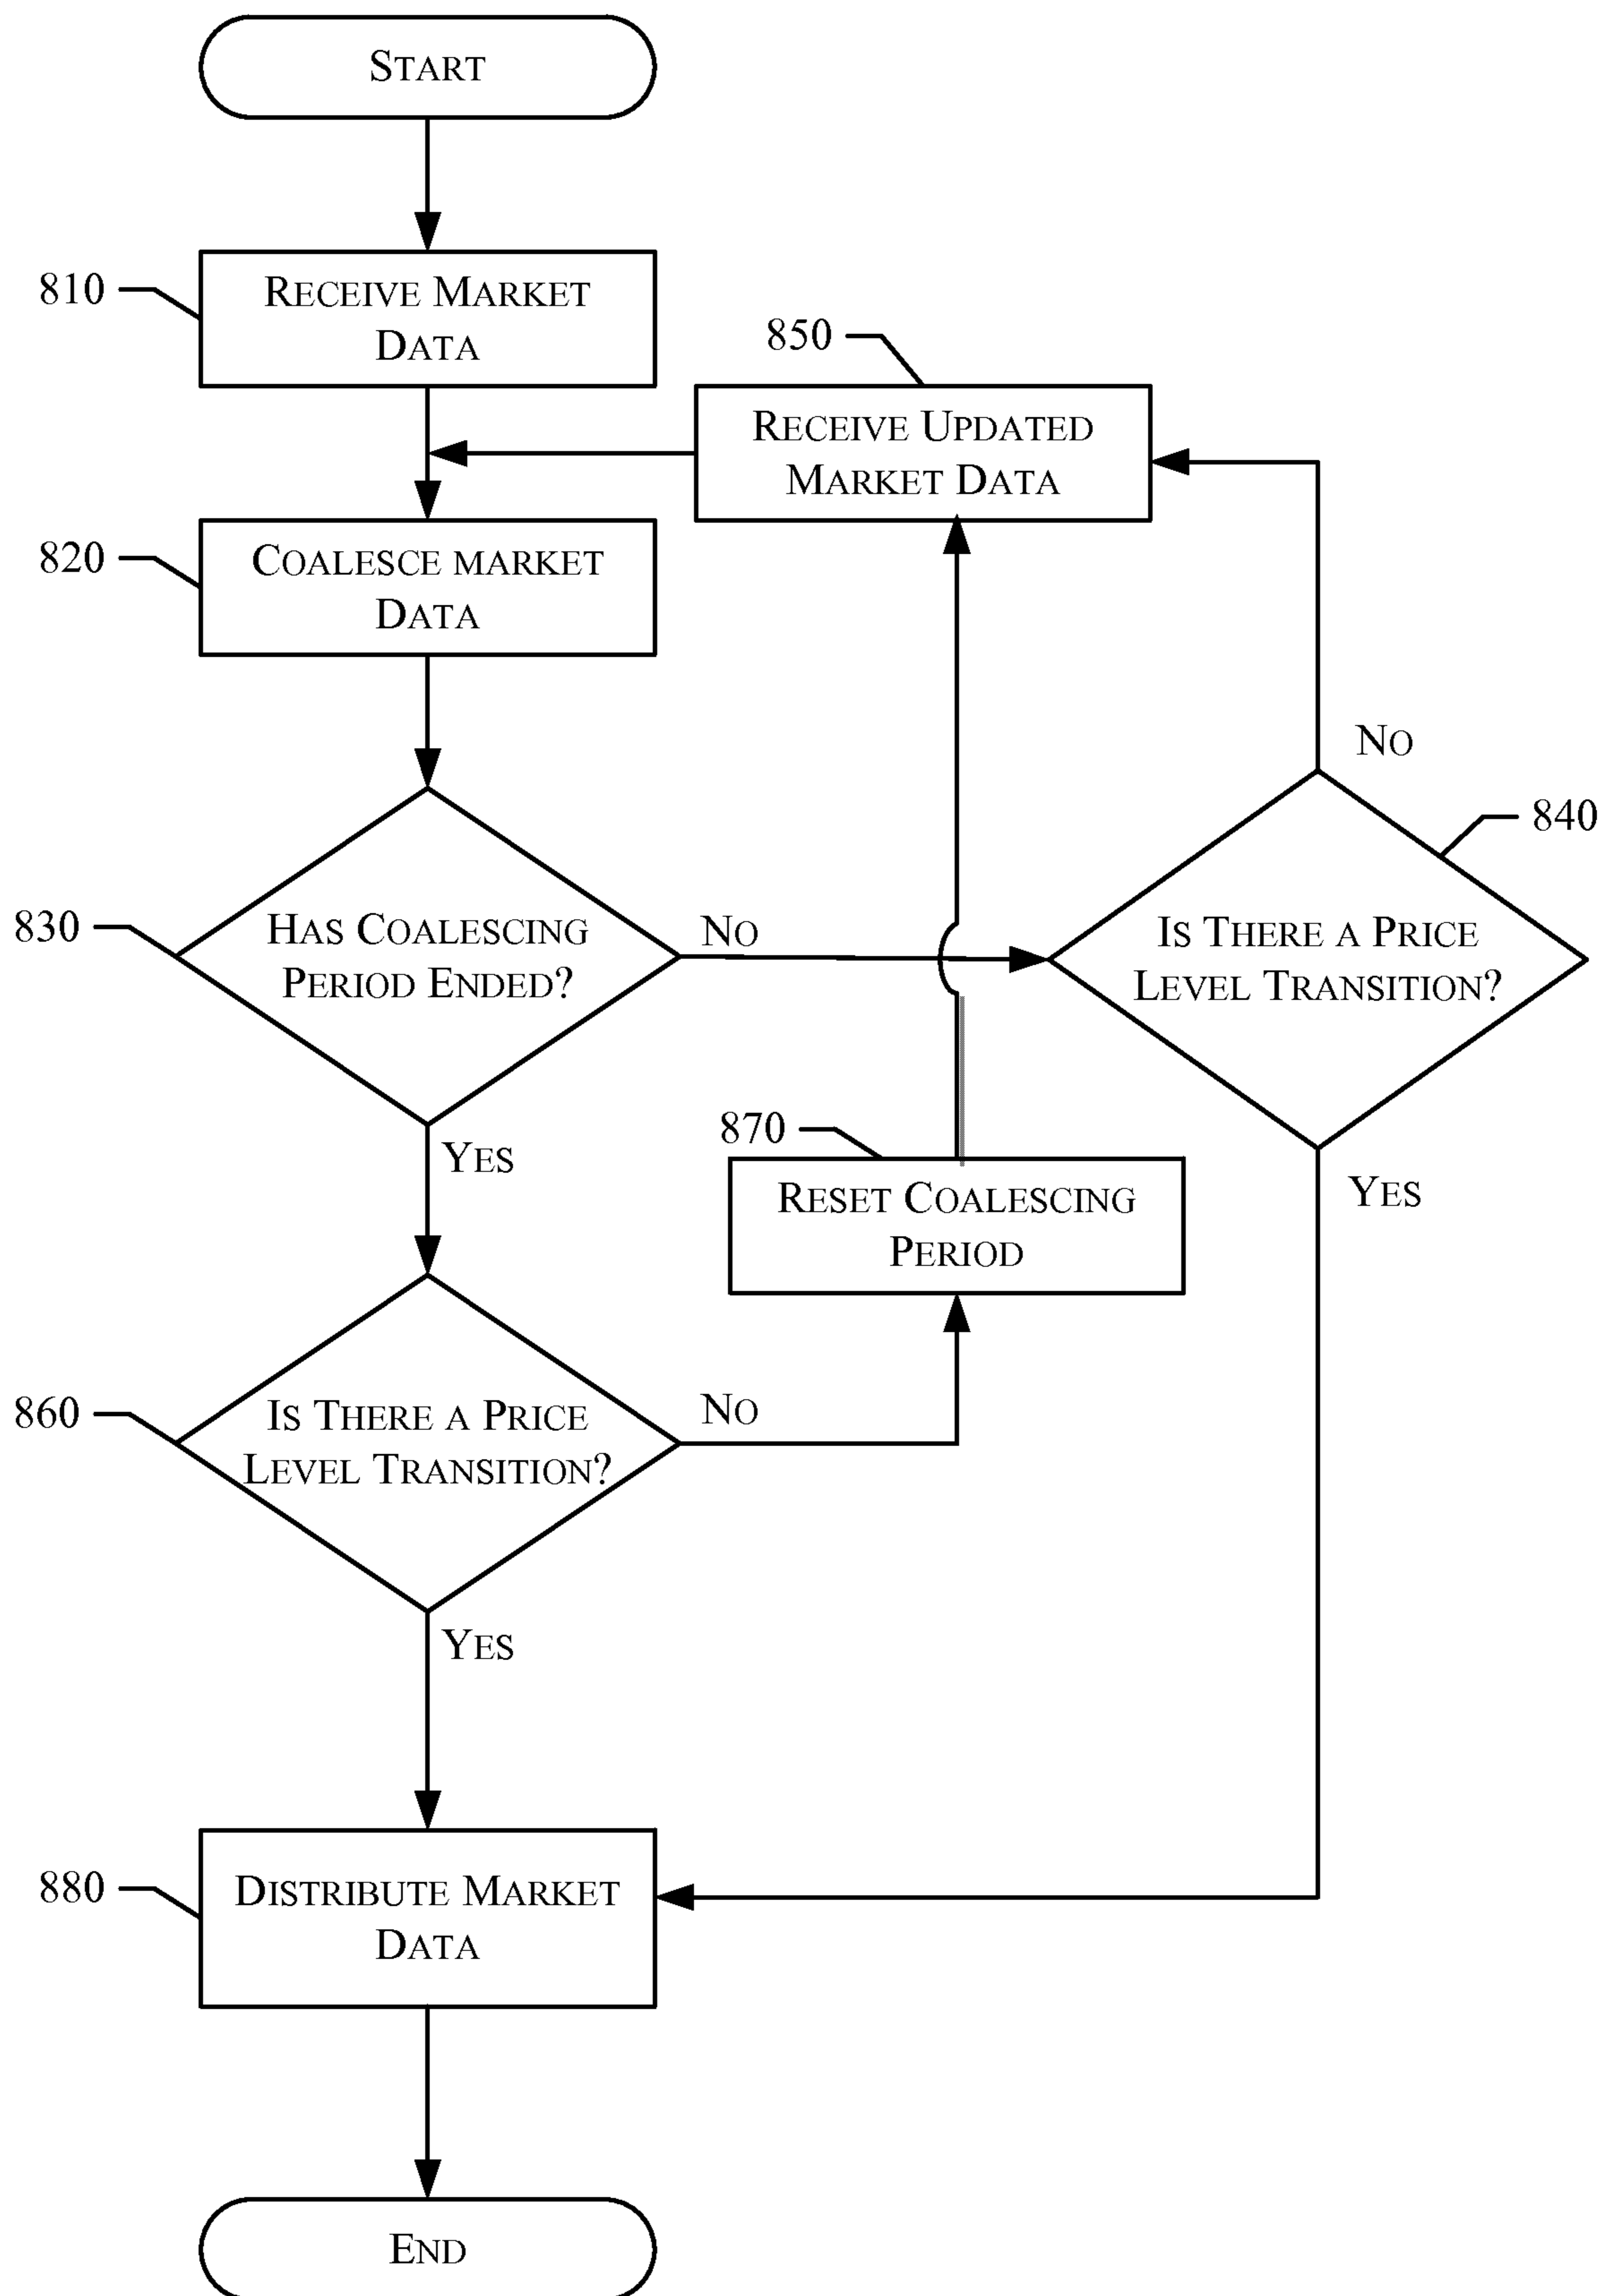 START
810
RECEIVE MARKET
DATA
850
RECEIVE UPDATED
MARKET DATA
820
COALESCE MARKET
DATA
NO
840
830
HAS COALESCING
PERIOD ENDED?
NO
IS THERE A PRICE
LEVEL TRANSITION?
YES
870
RESET COALESCING
PERIOD
YES
860
IS THERE A PRICE
LEVEL TRANSITION?
NO
YES
880
DISTRIBUTE MARKET
DATA
END